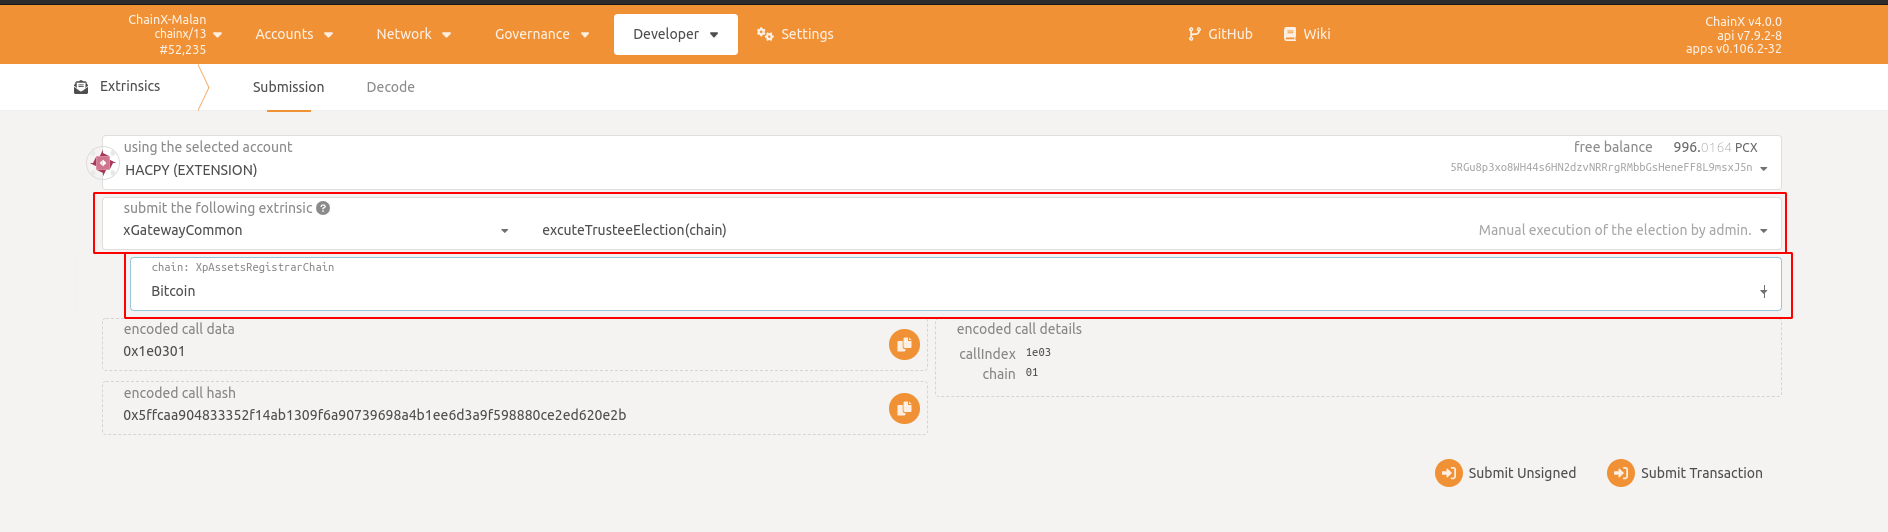 ChainX-Malan
chainx/13
#52,235
Accounts
Network
Governance
Developer
Settings
GitHub
Wiki
ChainX v4.0.0
api v7.9.2-8
apps v0.106.2-32
Extrinsics
Submission
Decode
using the selected account
HACPY (EXTENSION)
free balance 996.0164 PCX
5RGu8p3xo8WH44s6HN2dzvNRRrgRMbbGsHeneFF8L9msxJ5n
submit the following extrinsic
xGatewayCommon
excuteTrusteeElection(chain)
Manual execution of the election by admin.
chain: XpAssetsRegistrarChain
Bitcoin
encoded call data
0x1e0301
encoded call details
callIndex 1e03
chain 01
encoded call hash
0x5ffcaa904833352f14ab1309f6a90739698a4b1ee6d3a9f598880ce2ed620e2b
Submit Unsigned
Submit Transaction